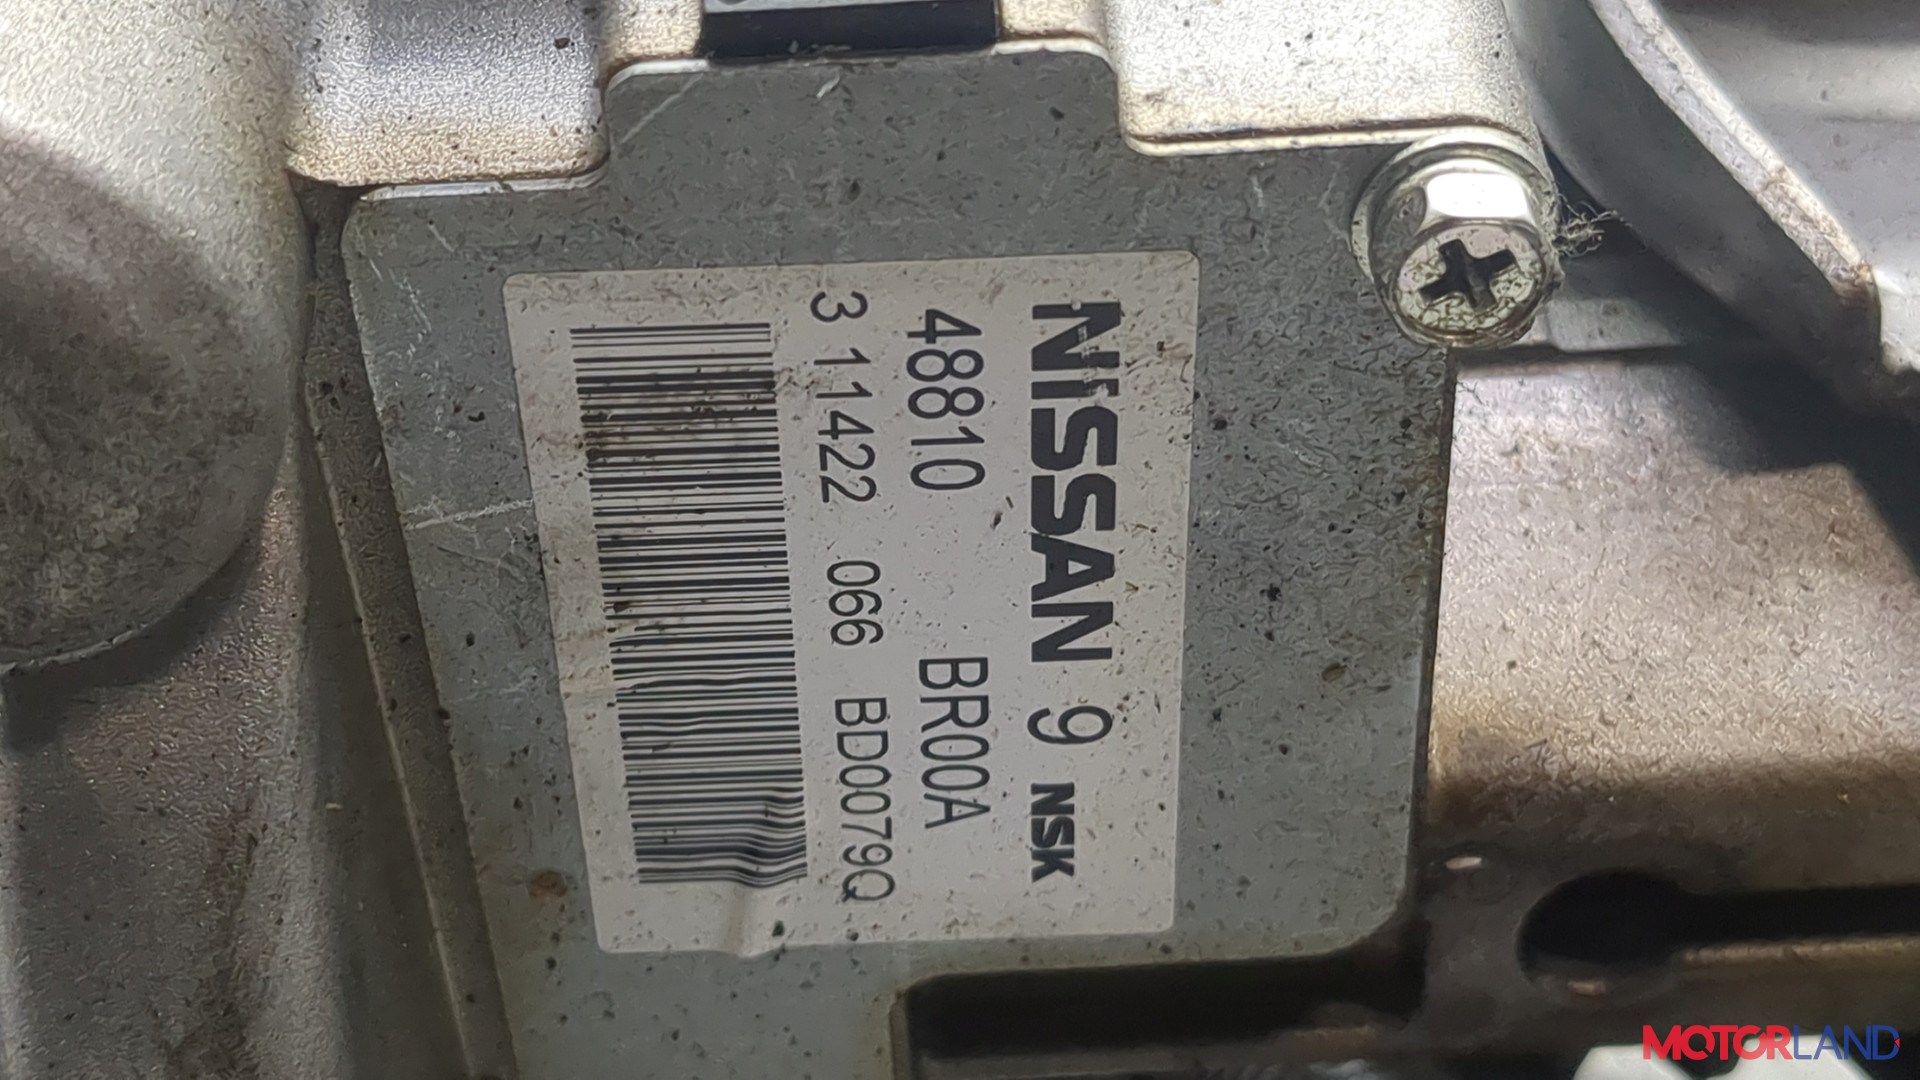 NISSAN 9 NSK
48810 BR00A
3 11422 066 BD0079Q
MOTORLAND